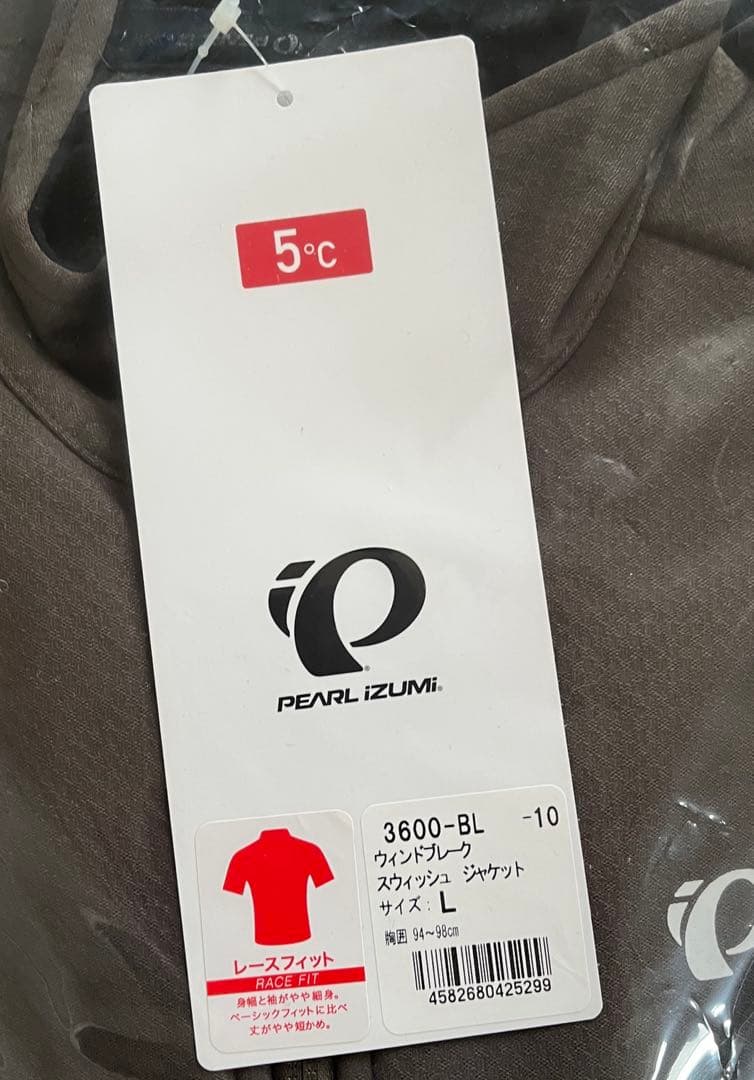 5℃
PEARL iZUMi®
レースフィット
RACE FIT
身幅と袖がやや細身。
ベーシックフィットに比べ
丈がやや短かめ。
3600-BL -10
ウィンドブレーク
スウィッシュ ジャケット
サイズ: L
胸囲 94~98cm
4582680425299